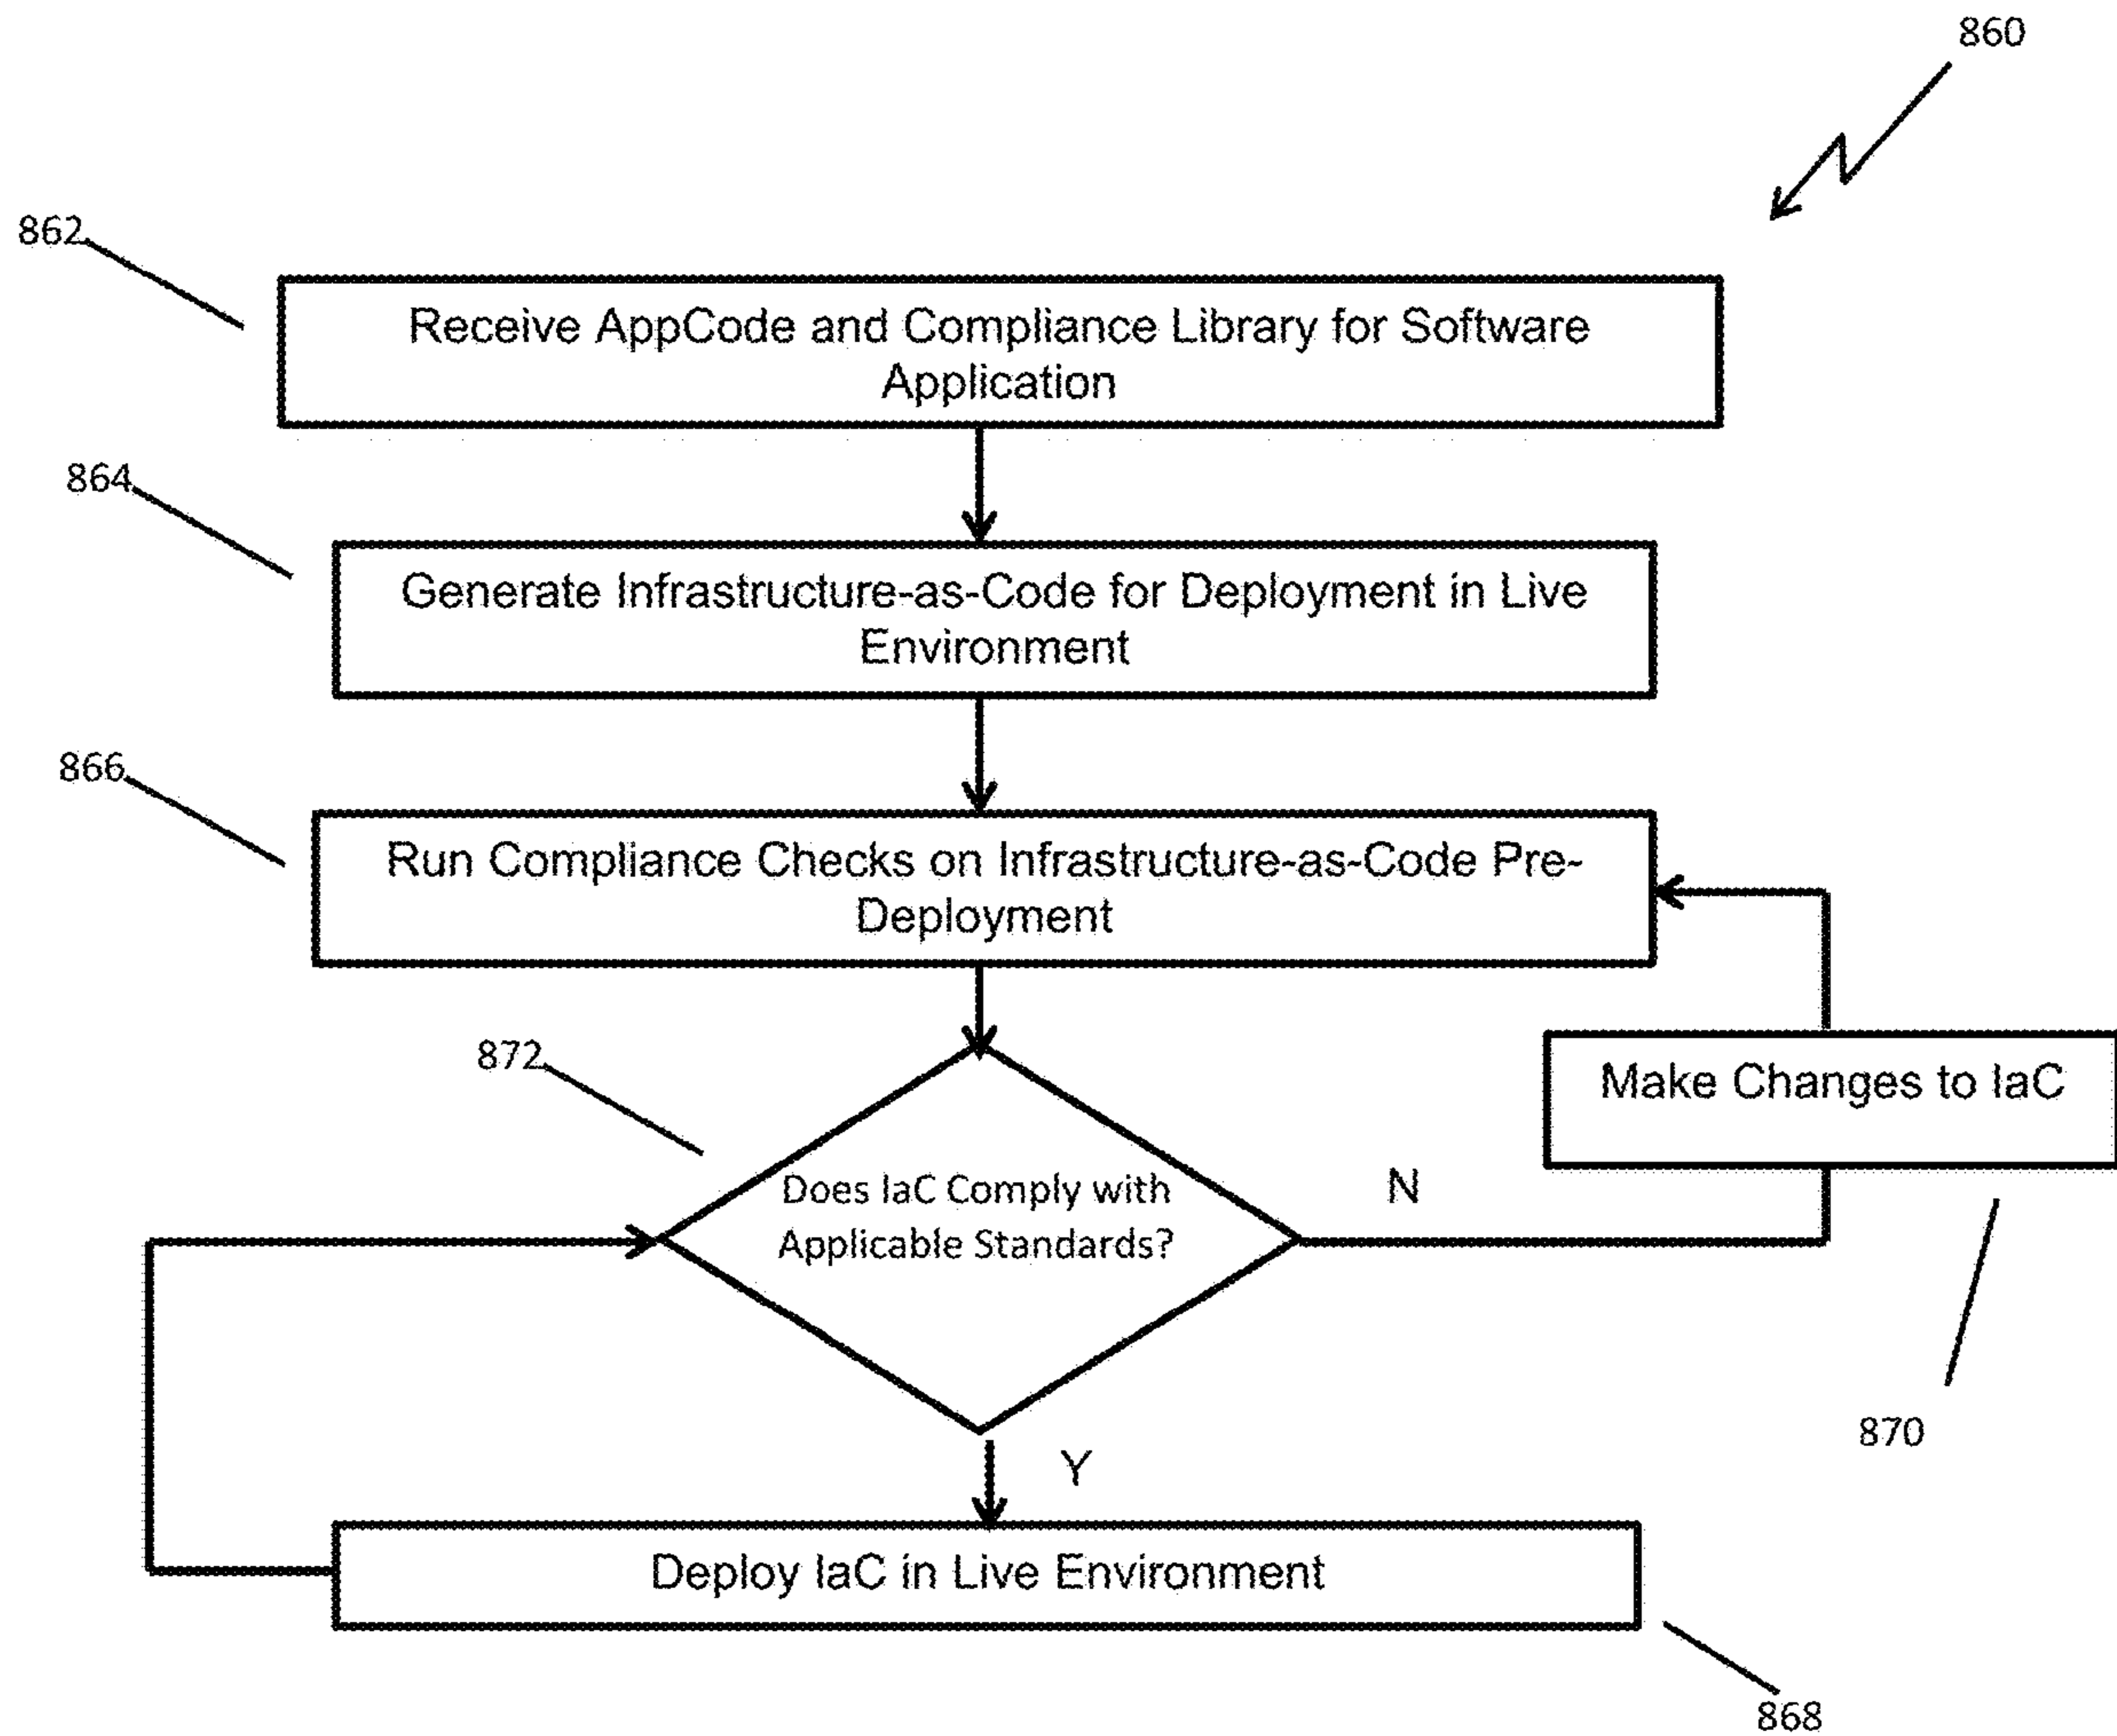 860
862
Receive AppCode and Compliance Library for Software
Application
864
Generate Infrastructure-as-Code for Deployment in Live
Environment
866
Run Compliance Checks on Infrastructure-as-Code Pre-
Deployment
872
Make Changes to IaC
Does IaC Comply with
Applicable Standards?
N
870
Y
Deploy IaC in Live Environment
868